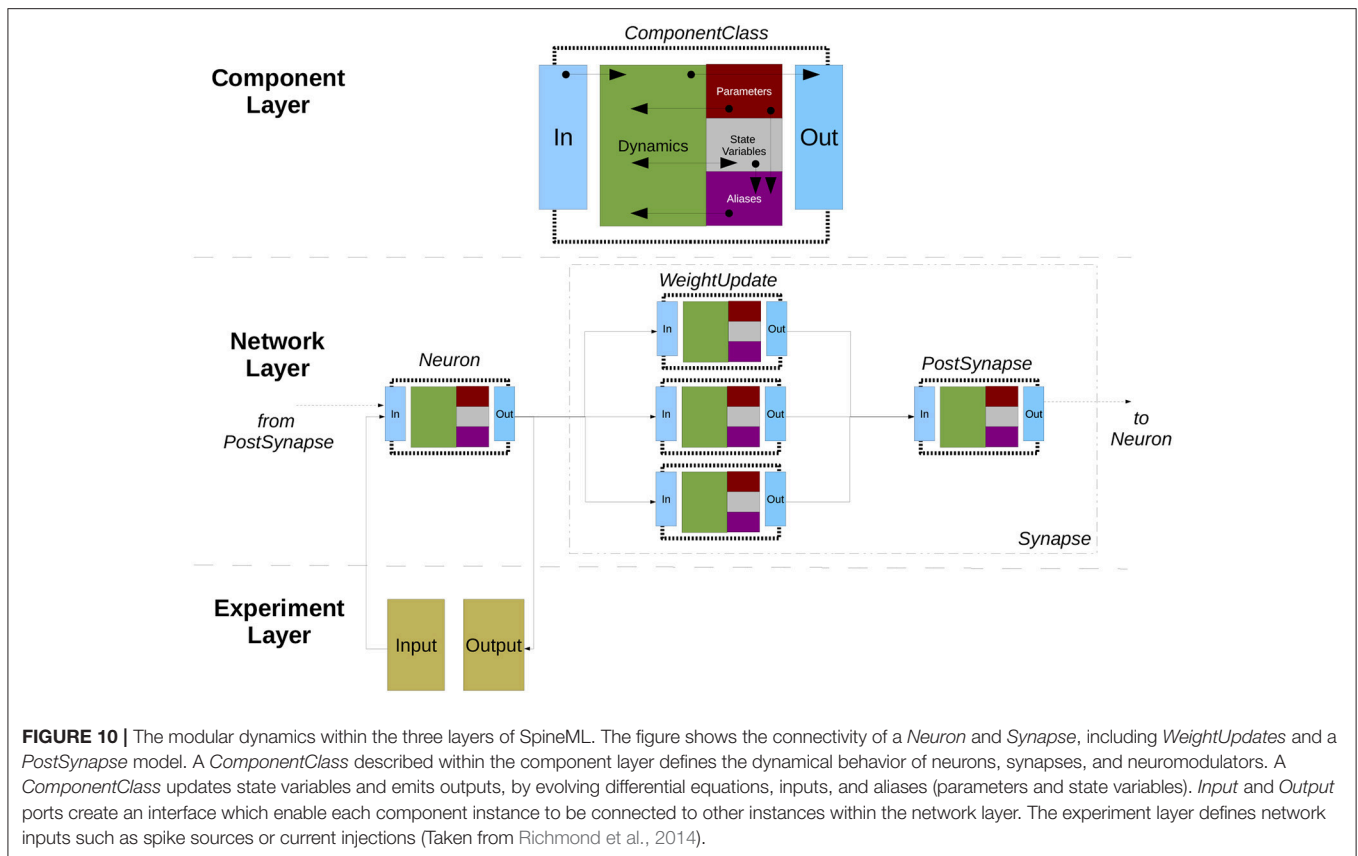 ComponentClass
Component
Layer
In
Dynamics
Parameters
State
Variables
Aliases
Out
WeightUpdate
In
Out
Network
Layer
Neuron
PostSynapse
from
PostSynapse
In
Out
In
Out
In
Out
to
Neuron
In
Out
Synapse
Experiment
Layer
Input
Output
FIGURE 10 | The modular dynamics within the three layers of SpineML. The figure shows the connectivity of a Neuron and Synapse, including WeightUpdates and a
PostSynapse model. A ComponentClass described within the component layer defines the dynamical behavior of neurons, synapses, and neuromodulators. A
ComponentClass updates state variables and emits outputs, by evolving differential equations, inputs, and aliases (parameters and state variables). Input and Output
ports create an interface which enable each component instance to be connected to other instances within the network layer. The experiment layer defines network
inputs such as spike sources or current injections (Taken from Richmond et al., 2014).